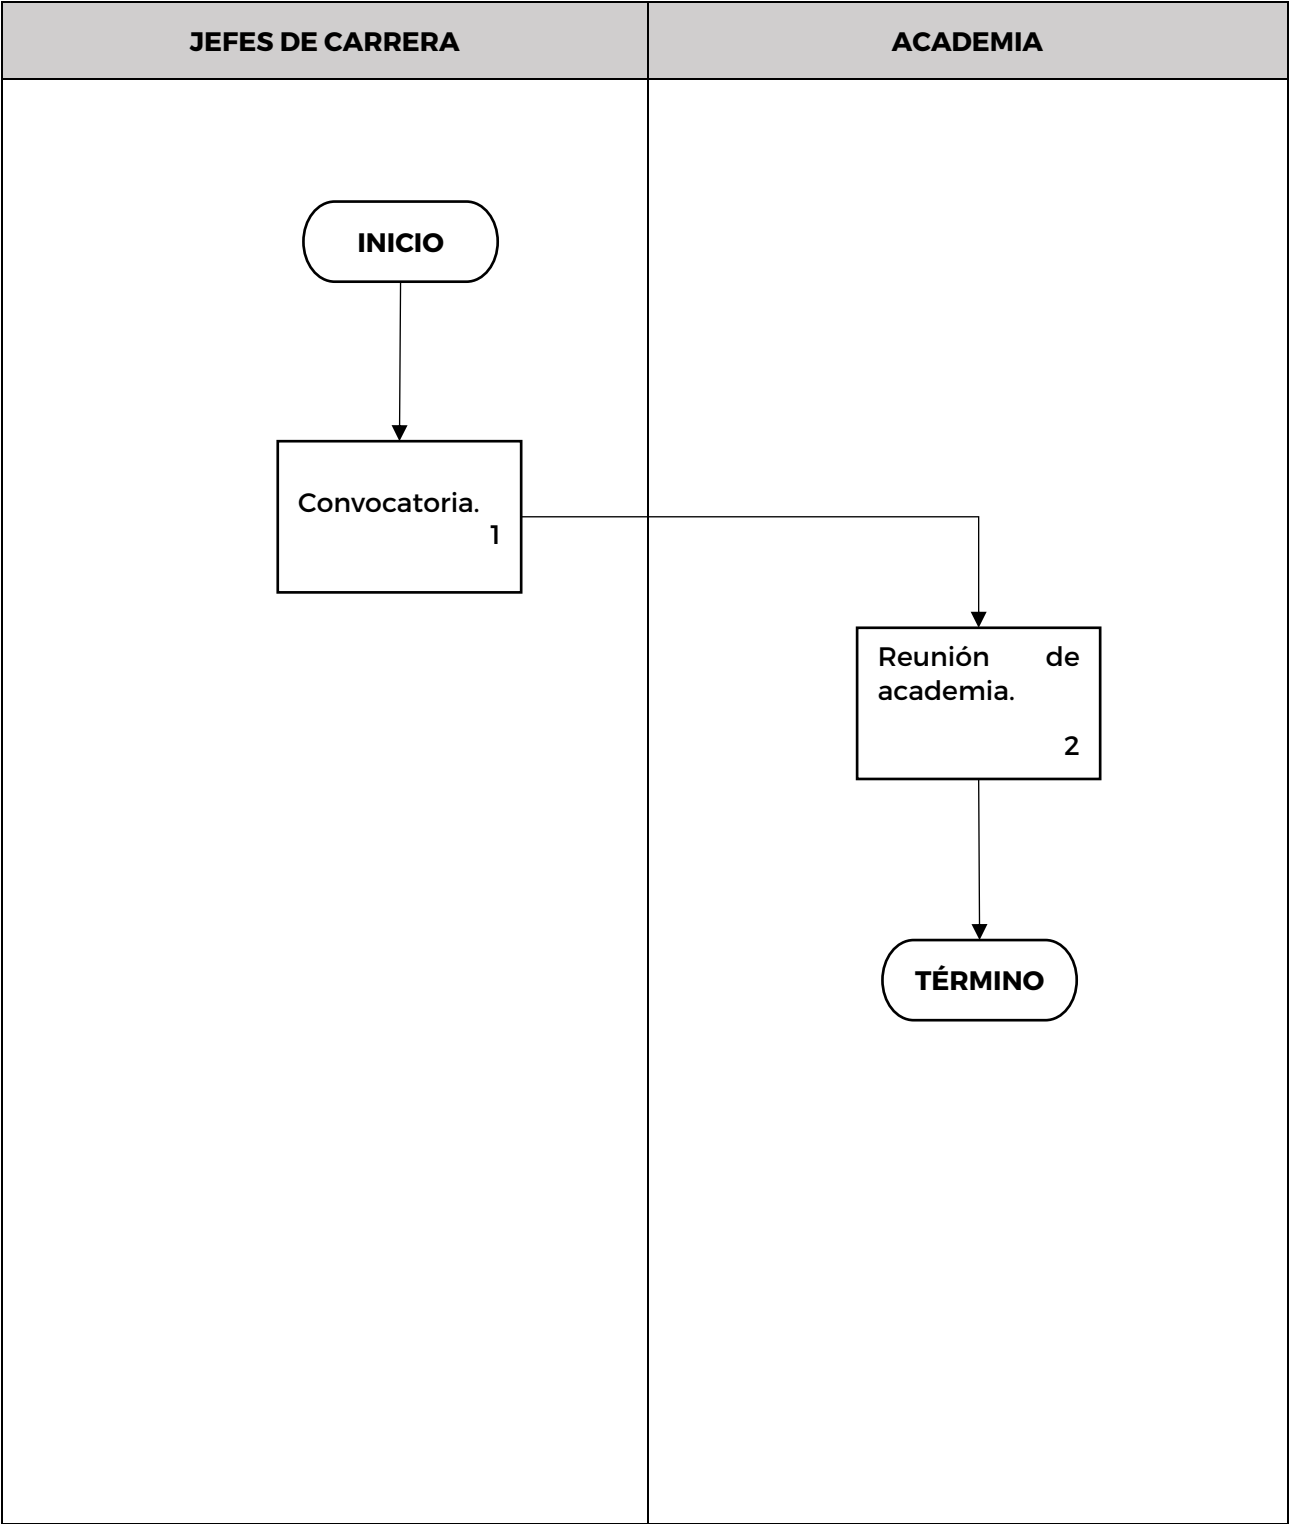 JEFES DE CARRERA
ACADEMIA
INICIO
Convocatoria.
1
Reunión de
academia.
2
TÉRMINO